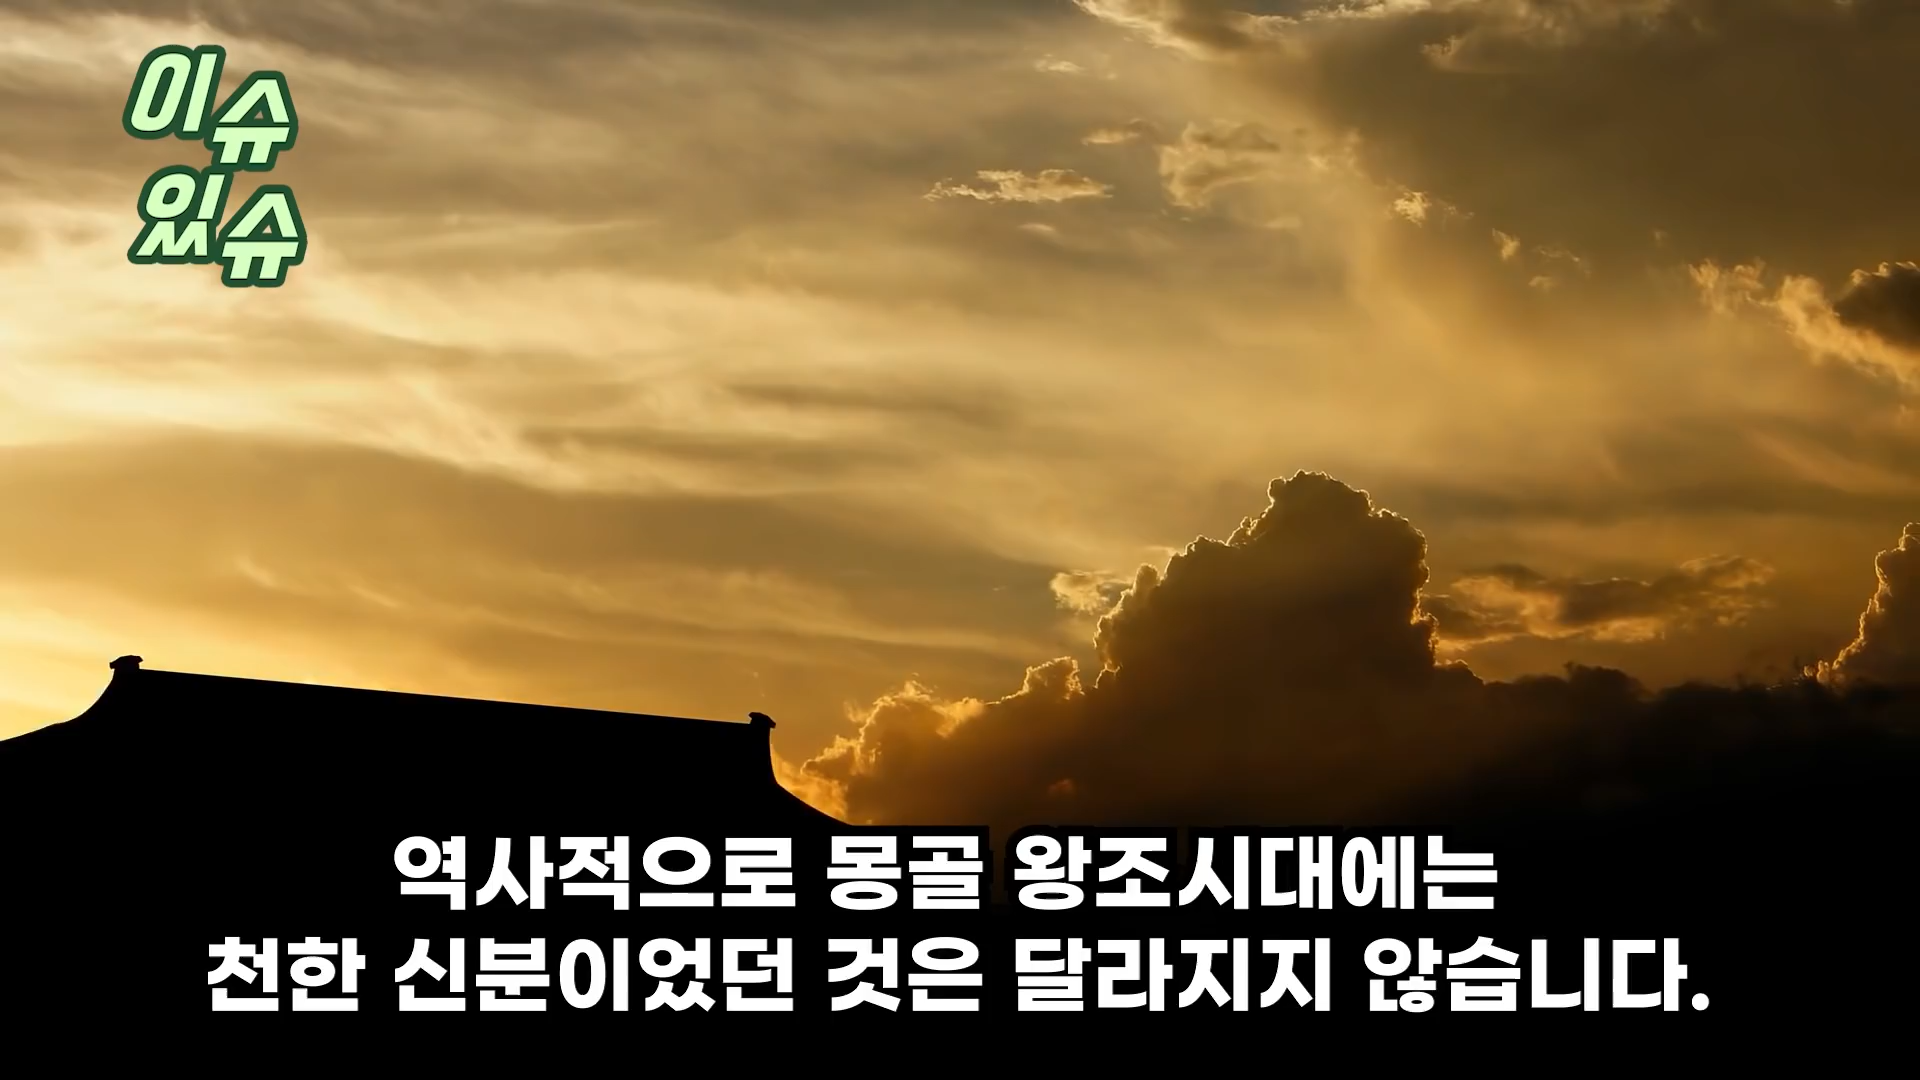 이슈
있슈
역사적으로 몽골 왕조시대에는
천한 신분이었던 것은 달라지지 않습니다.